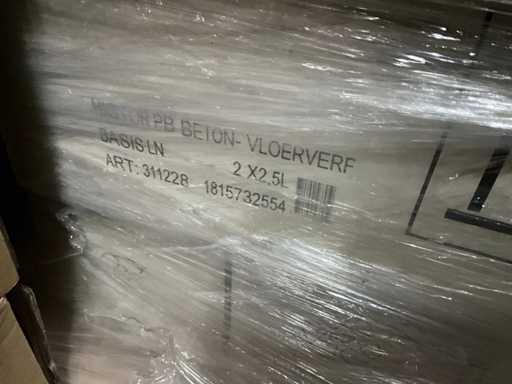 PB BETON- VLOERVERF
BASIS LN 2 X2,5L
ART: 311228 1815732554